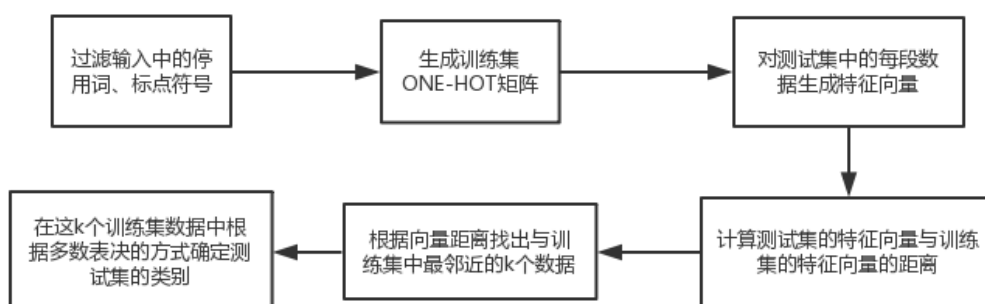 过滤输入中的停
用词、标点符号
生成训练集
ONE-HOT矩阵
对测试集中的每段数
据生成特征向量
计算测试集的特征向量与训练
集的特征向量的距离
根据向量距离找出与训
练集中最邻近的k个数据
在这k个训练集数据中根
据多数表决的方式确定测
试集的类别